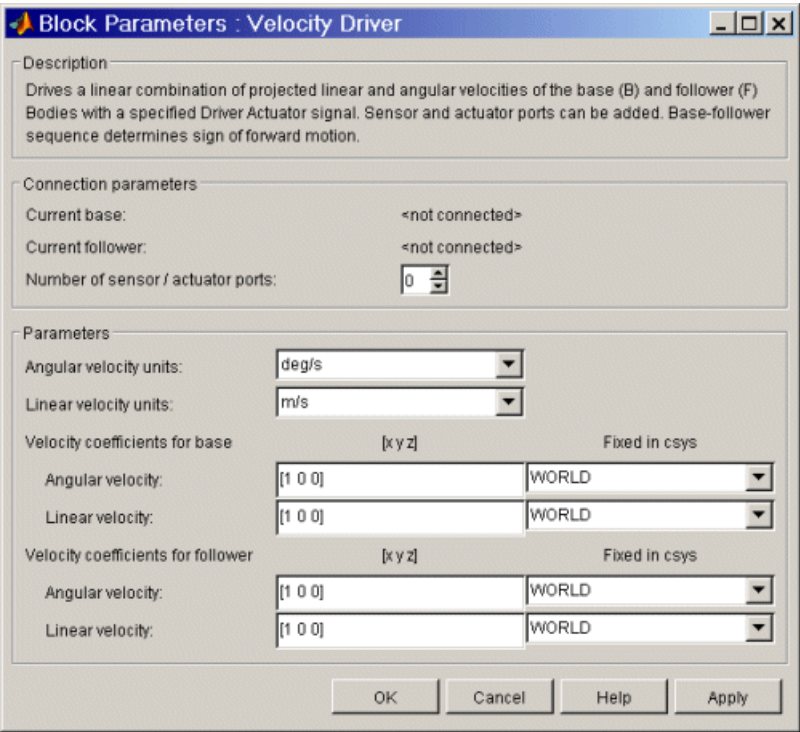 Block Parameters : Velocity Driver
Description
Drives a linear combination of projected linear and angular velocities of the base (B) and follower (F)
Bodies with a specified Driver Actuator signal. Sensor and actuator ports can be added. Base-follower
sequence determines sign of forward motion.
Connection parameters
Current base: <not connected>
Current follower: <not connected>
Number of sensor / actuator ports: 0
Parameters
Angular velocity units: deg/s
Linear velocity units: m/s
Velocity coefficients for base [x y z] Fixed in csys
Angular velocity: [1 0 0] WORLD
Linear velocity: [1 0 0] WORLD
Velocity coefficients for follower [x y z] Fixed in csys
Angular velocity: [1 0 0] WORLD
Linear velocity: [1 0 0] WORLD
OK Cancel Help Apply